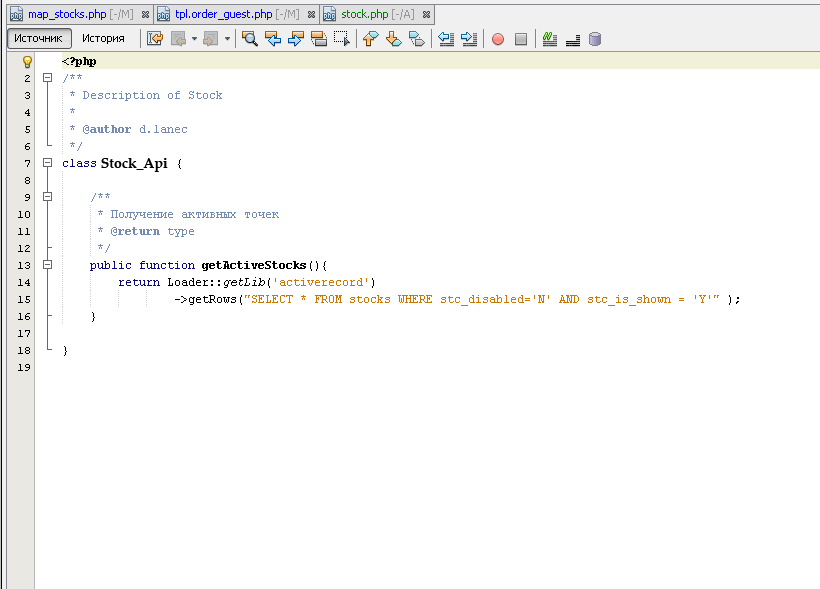 map_stocks.php [-/M] tpl.order_guest.php [-/M] stock.php [-/A]
Источник История
<?php
2 /**
3 * Description of Stock
4 *
5 * @author d.lanec
6 */
7 class Stock_Api {
8
9 /**
10 * Получение активных точек
11 * @return type
12 */
13 public function getActiveStocks(){
14 return Loader::getLib('activerecord')
15 ->getRows("SELECT * FROM stocks WHERE stc_disabled='N' AND stc_is_shown = 'Y'" );
16 }
17
18 }
19